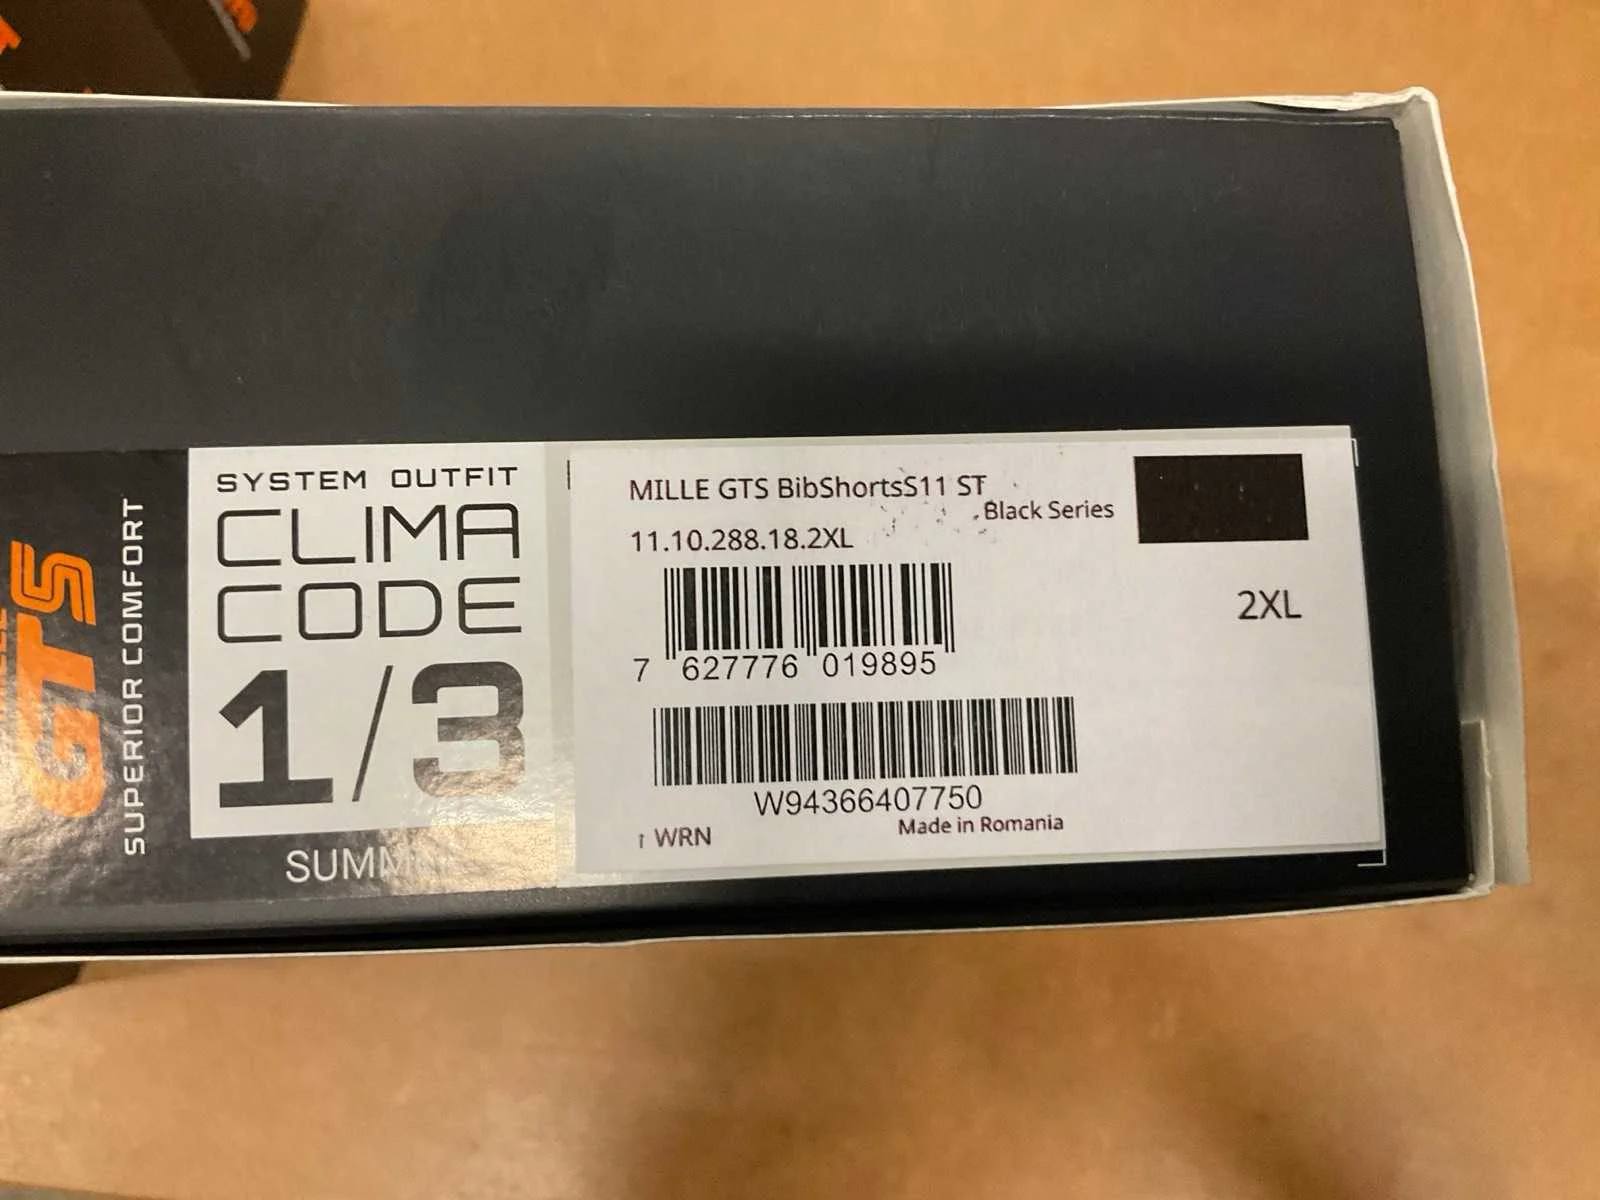 GTS
SUPERIOR COMFORT
SYSTEM OUTFIT
CLIMA
CODE
1/3
MILLE GTS BibShortsS11 ST
Black Series
11.10.288.18.2XL
2XL
7 627776 019895
W94366407750
WRN
Made in Romania